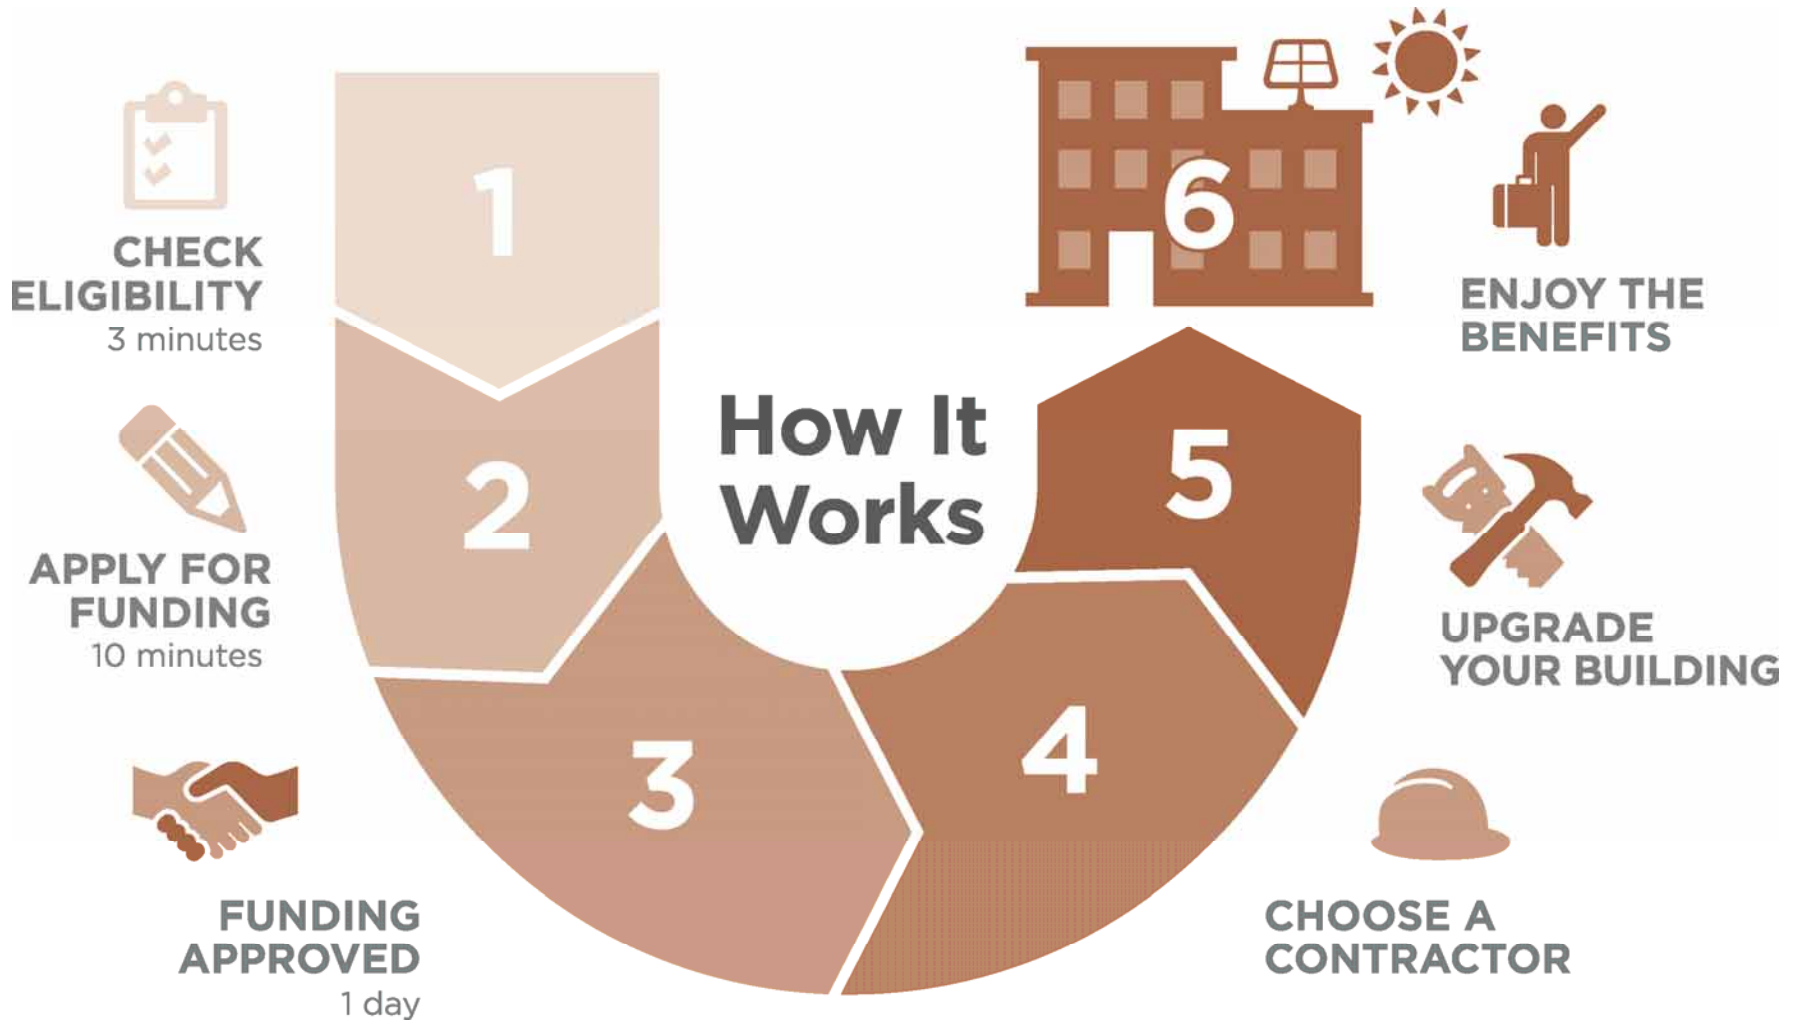 How It
Works
1
CHECK
ELIGIBILITY
3 minutes
2
APPLY FOR
FUNDING
10 minutes
3
FUNDING
APPROVED
1 day
4
CHOOSE A
CONTRACTOR
5
UPGRADE
YOUR BUILDING
6
ENJOY THE
BENEFITS